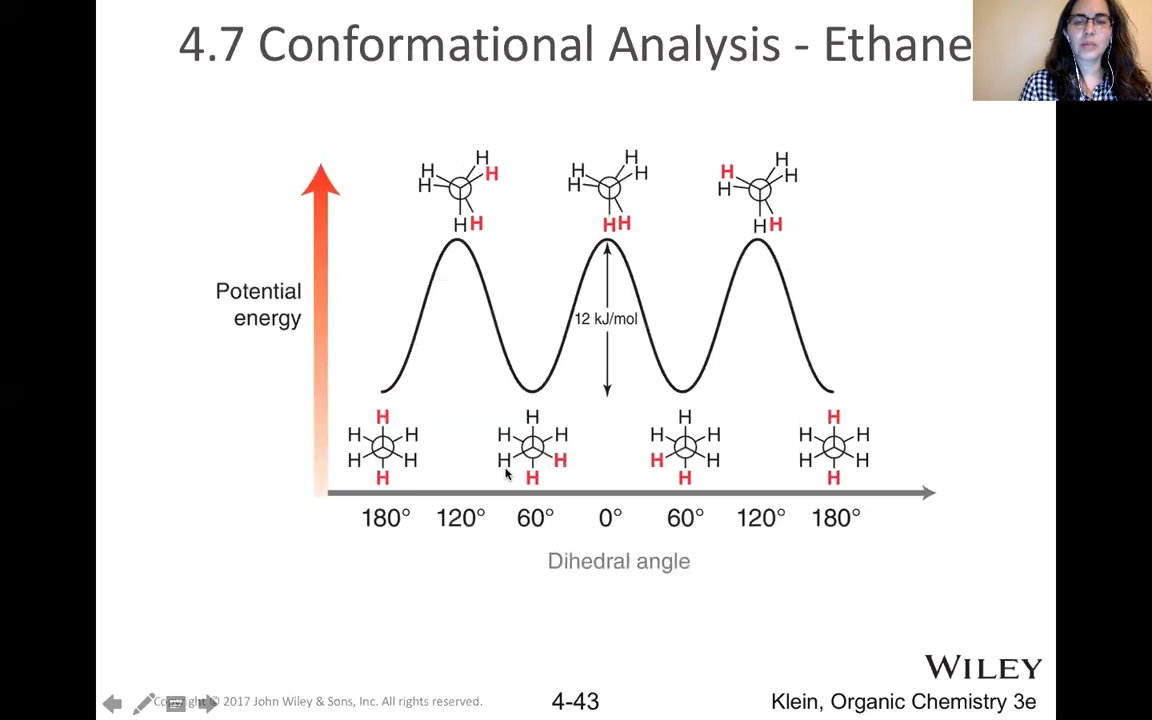 4.7 Conformational Analysis - Ethane
H H H H H H
H H H H H H
H H H H H H
Potential
energy
12 kJ/mol
H H H H
H H H H H H H H
H H H H H H H H
H H H H
180° 120° 60° 0° 60° 120° 180°
Dihedral angle
WILEY
Copyright © 2017 John Wiley & Sons, Inc. All rights reserved.
4-43
Klein, Organic Chemistry 3e